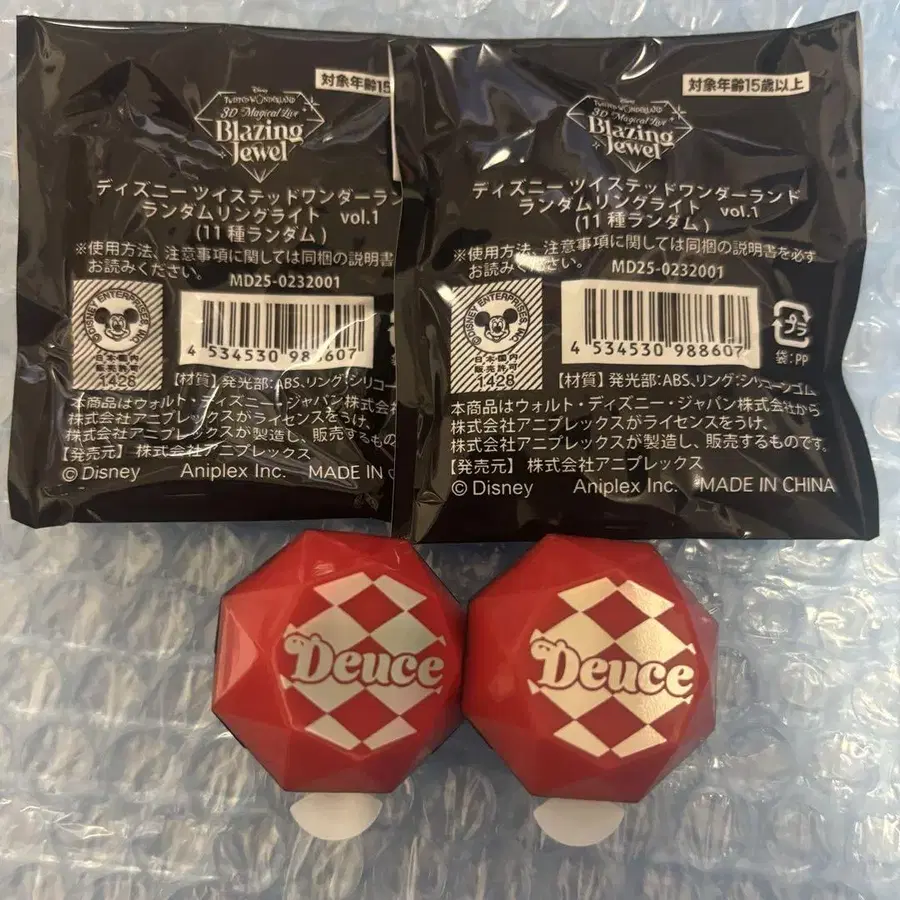 対象年齢15
Disney
TWISTED WONDERLAND
3D Magical Live
Blazing
Jewel
ディズニー ツイステッドワンダーラン
ランダムリングライト vol.1
(11種ランダム)
※使用方法、注意事項に関しては同梱の説明書
お読みください。
MD25-0232001
©DISNEY ENTERPRISES, INC.
日本国内
販売許可
1428
4 534530 988607
【材質】発光部:ABS、リング:シリコー
本商品はウォルト・ディズニー・ジャパン株式会
株式会社アニプレックスがライセンスをうけ、
株式会社アニプレックスが製造し、販売するもの
【発売元】株式会社アニプレックス
© Disney Aniplex Inc. MADE IN
対象年齢15歳以上
Disney
TWISTED WONDERLAND
3D Magical Live
Blazing
Jewel
ディズニー ツイステッドワンダーランド
ランダムリングライト vol.1
(11種ランダム)
※使用方法、注意事項に関しては同梱の説明書を必ず
お読みください。
MD25-0232001
©DISNEY ENTERPRISES, INC.
日本国内
販売許可
1428
4 534530 988607
プラ
袋:PP
【材質】発光部:ABS、リング:シリコーンゴム
本商品はウォルト・ディズニー・ジャパン株式会社から
株式会社アニプレックスがライセンスをうけ、
株式会社アニプレックスが製造し、販売するものです。
【発売元】株式会社アニプレックス
© Disney Aniplex Inc. MADE IN CHINA
Deuce
Deuce